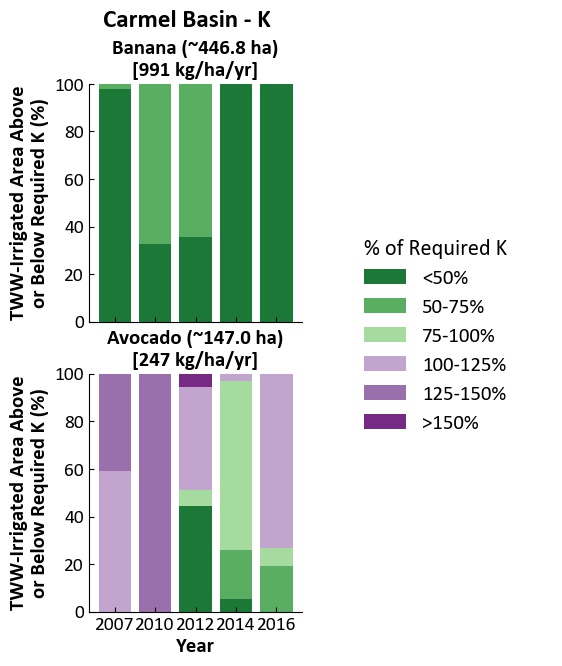 Carmel Basin - K
Banana (~446.8 ha)
[991 kg/ha/yr]
TWW-Irrigated Area Above
or Below Required K (%)
100
80
60
40
20
0
Avocado (~147.0 ha)
[247 kg/ha/yr]
TWW-Irrigated Area Above
or Below Required K (%)
100
80
60
40
20
0
2007 2010 2012 2014 2016
Year
% of Required K
<50%
50-75%
75-100%
100-125%
125-150%
>150%